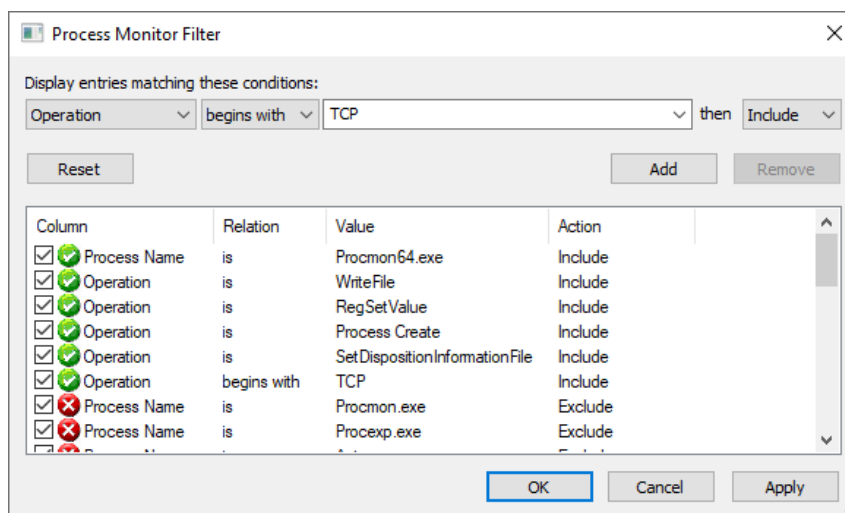 Process Monitor Filter
Display entries matching these conditions:
Operation begins with TCP then Include
Reset Add Remove
Column Relation Value Action
Process Name is Procmon64.exe Include
Operation is WriteFile Include
Operation is RegSetValue Include
Operation is Process Create Include
Operation is SetDispositionInformationFile Include
Operation begins with TCP Include
Process Name is Procmon.exe Exclude
Process Name is Procexp.exe Exclude
OK Cancel Apply